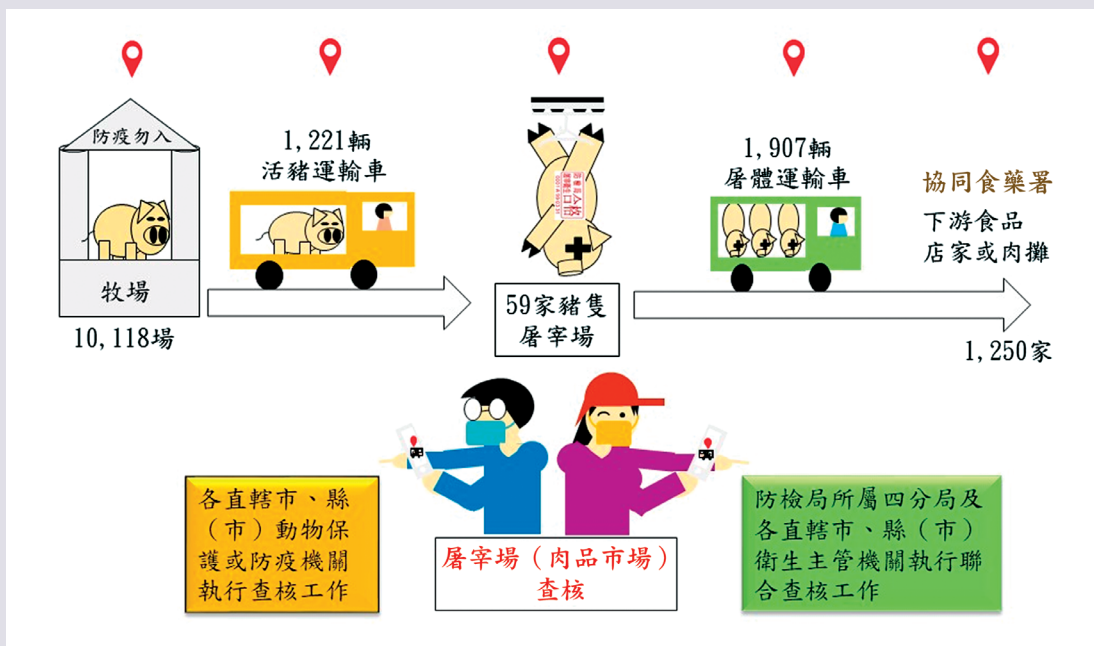 防疫勿入
牧場
10,118場
1,221輛
活豬運輸車
59家豬隻
屠宰場
1,907輛
屠體運輸車
協同食藥署
下游食品
店家或肉攤
1,250家
各直轄市、縣
（市）動物保
護或防疫機關
執行查核工作
屠宰場（肉品市場）
查核
防檢局所屬四分局及
各直轄市、縣（市）
衛生主管機關執行聯
合查核工作